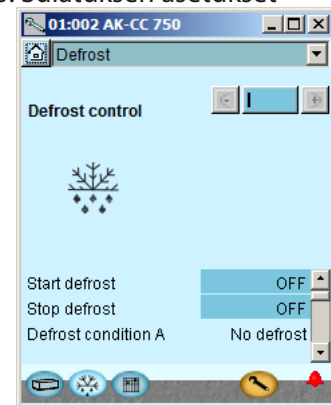 Sulatuksen asetukset
01:002 AK-CC 750
Defrost
Defrost control
Start defrost OFF
Stop defrost OFF
Defrost condition A No defrost